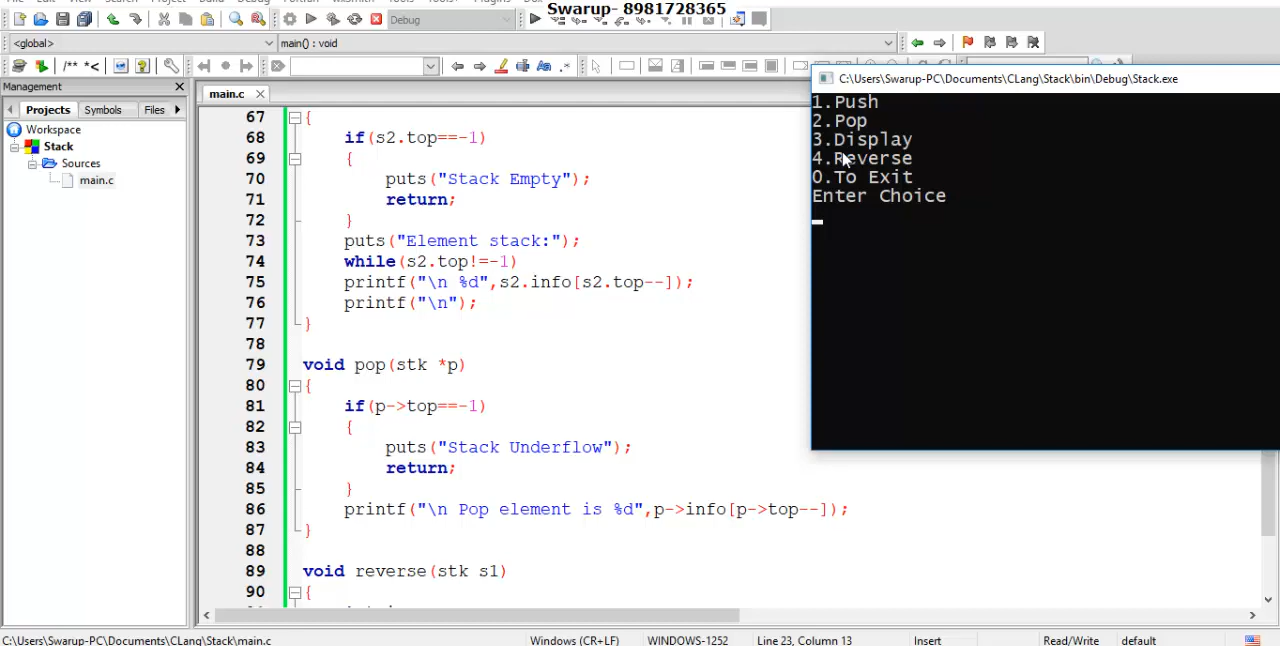 Swarup- 8981728365
Debug
<global>
main() : void
/** *<
.*
Management
Projects
Symbols
Files
Workspace
Stack
Sources
main.c
main.c
67 {
68 if(s2.top==-1)
69 {
70 puts("Stack Empty");
71 return;
72 }
73 puts("Element stack:");
74 while(s2.top!=-1)
75 printf("\n %d",s2.info[s2.top--]);
76 printf("\n");
77 }
78
79 void pop(stk *p)
80 {
81 if(p->top==-1)
82 {
83 puts("Stack Underflow");
84 return;
85 }
86 printf("\n Pop element is %d",p->info[p->top--]);
87 }
88
89 void reverse(stk s1)
90 {
C:\Users\Swarup-PC\Documents\CLang\Stack\bin\Debug\Stack.exe
1.Push
2.Pop
3.Display
4.Reverse
0.To Exit
Enter Choice
C:\Users\Swarup-PC\Documents\CLang\Stack\main.c
Windows (CR+LF)
WINDOWS-1252
Line 23, Column 13
Insert
Read/Write
default